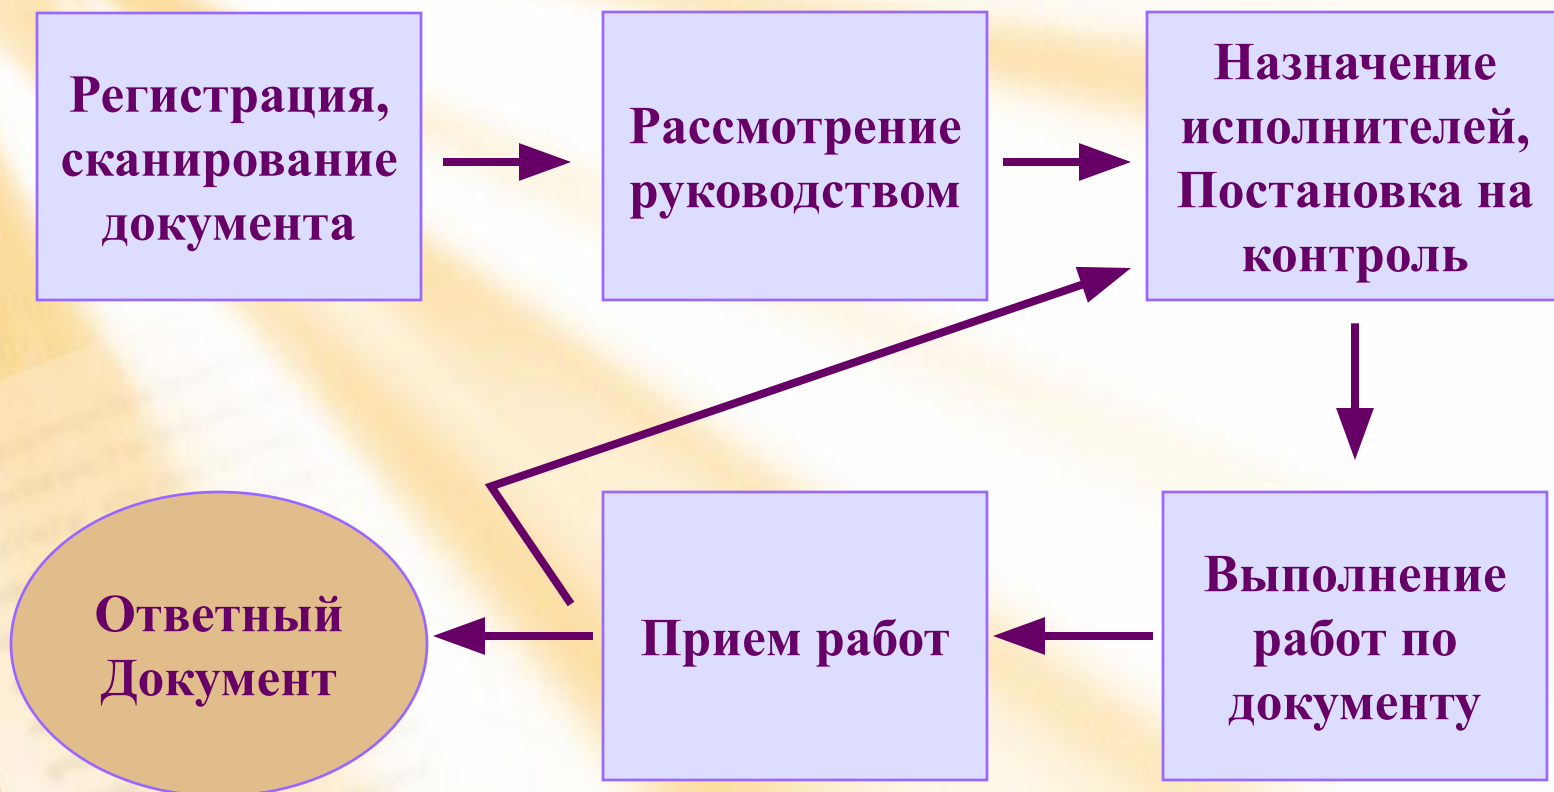 Регистрация,
сканирование
документа
Рассмотрение
руководством
Назначение
исполнителей,
Постановка на
контроль
Ответный
Документ
Прием работ
Выполнение
работ по
документу